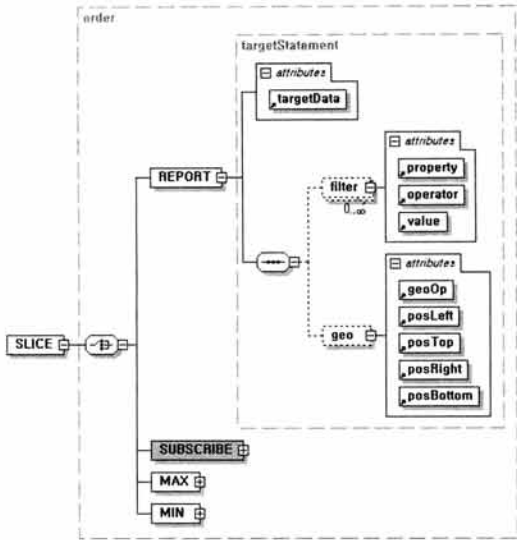 order
targetStatement
attributes
targetData
REPORT
attributes
property
operator
value
filter
0..∞
attributes
geoOp
posLeft
posTop
posRight
posBottom
geo
SLICE
SUBSCRIBE
MAX
MIN